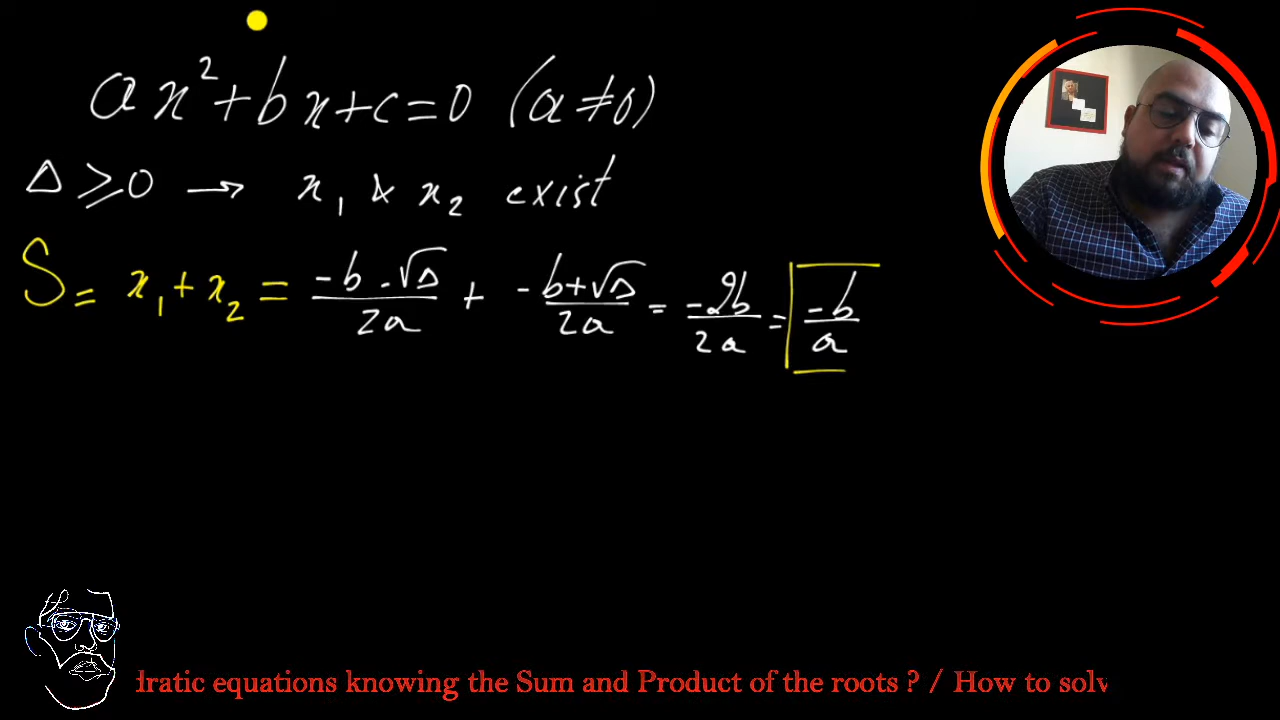 ax²+bx+c=0 (a≠0)
Δ⩾0 → x₁ & x₂ exist
S= x₁+x₂ = (-b-√Δ)/2a + (-b+√Δ)/2a = -2b/2a = -b/a
dratic equations knowing the Sum and Product of the roots ? / How to solv